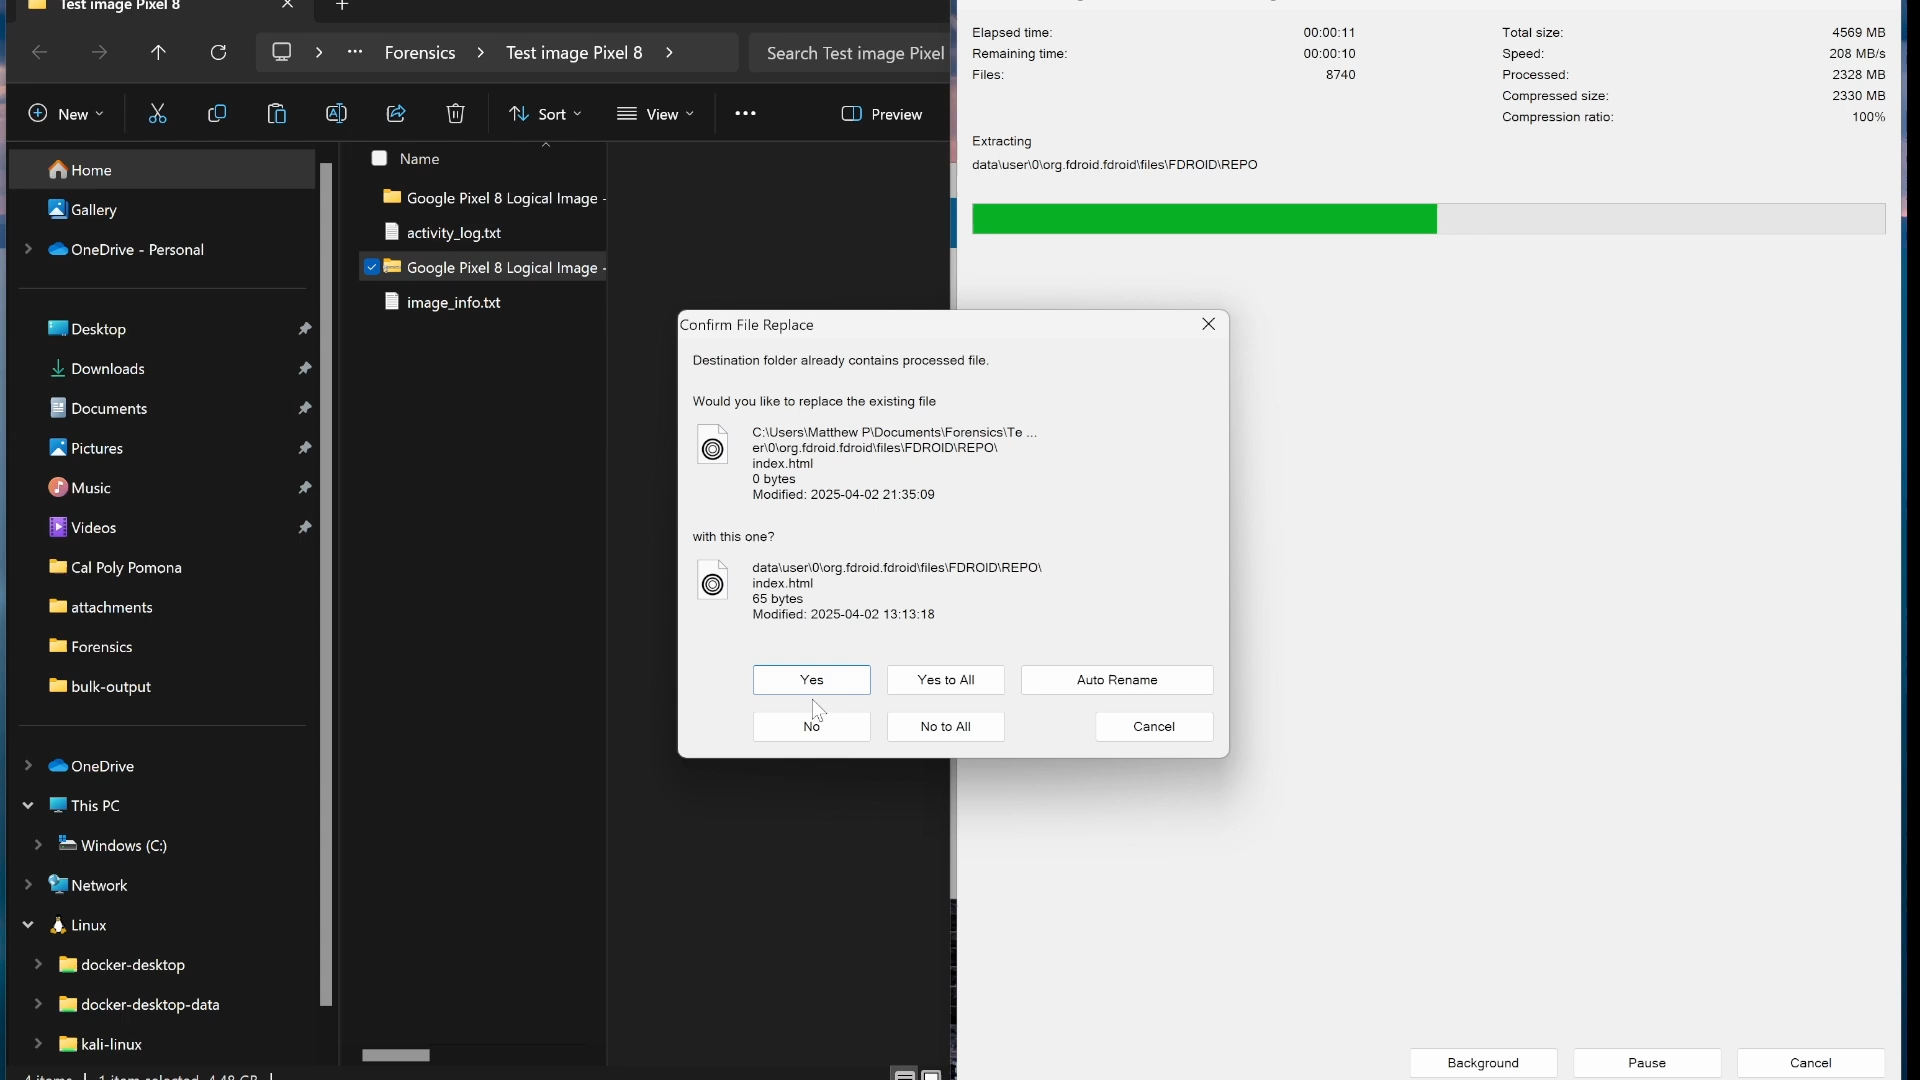 Test image Pixel 8
Forensics
Test image Pixel 8
Search Test image Pixel
New
Sort
View
Preview
Home
Gallery
OneDrive - Personal
Desktop
Downloads
Documents
Pictures
Music
Videos
Cal Poly Pomona
attachments
Forensics
bulk-output
OneDrive
This PC
Windows (C:)
Network
Linux
docker-desktop
docker-desktop-data
kali-linux
4 items
1 item selected 4.48 GB
Name
Google Pixel 8 Logical Image -
activity_log.txt
Google Pixel 8 Logical Image -
image_info.txt
Elapsed time: 00:00:11
Remaining time: 00:00:10
Files: 8740
Total size: 4569 MB
Speed: 208 MB/s
Processed: 2328 MB
Compressed size: 2330 MB
Compression ratio: 100%
Extracting
data\user\0\org.fdroid.fdroid\files\FDROID\REPO
Confirm File Replace
Destination folder already contains processed file.
Would you like to replace the existing file
C:\Users\Matthew P\Documents\Forensics\Te ...
er\0\org.fdroid.fdroid\files\FDROID\REPO\
index.html
0 bytes
Modified: 2025-04-02 21:35:09
with this one?
data\user\0\org.fdroid.fdroid\files\FDROID\REPO\
index.html
65 bytes
Modified: 2025-04-02 13:13:18
Yes
Yes to All
Auto Rename
No
No to All
Cancel
Background
Pause
Cancel